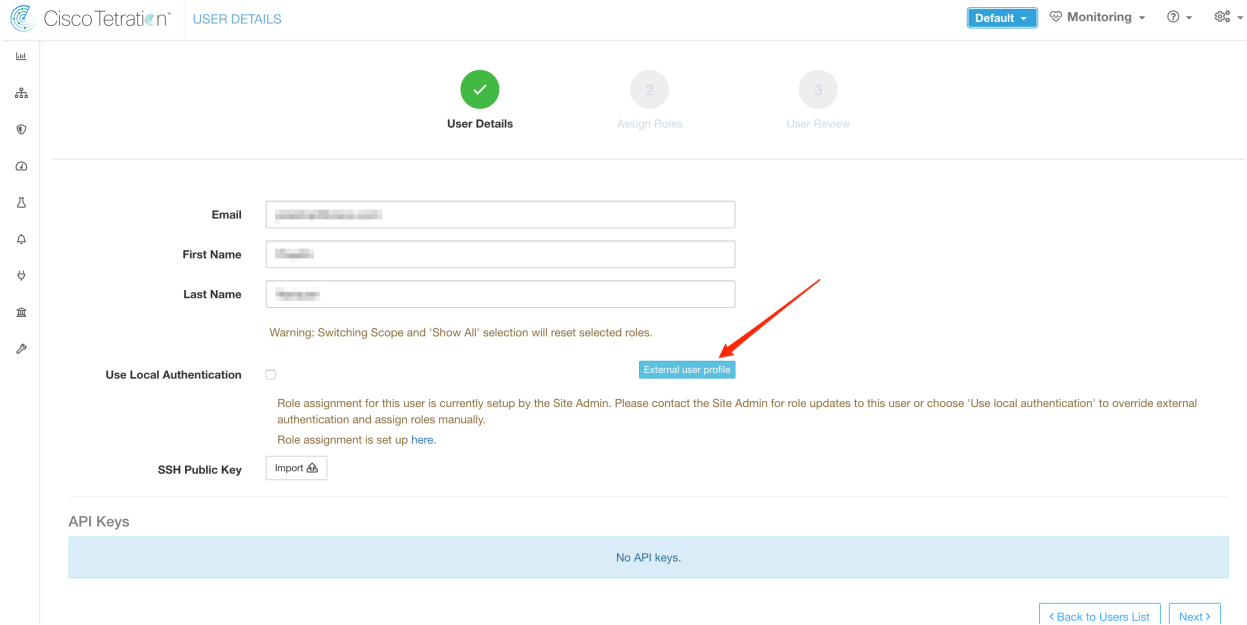 Cisco Tetration™ USER DETAILS Default Monitoring
2 3
User Details Assign Roles User Review
Email
First Name
Last Name
Warning: Switching Scope and 'Show All' selection will reset selected roles.
Use Local Authentication External user profile
Role assignment for this user is currently setup by the Site Admin. Please contact the Site Admin for role updates to this user or choose 'Use local authentication' to override external
authentication and assign roles manually.
Role assignment is set up here.
SSH Public Key Import
API Keys
No API keys.
Back to Users List Next